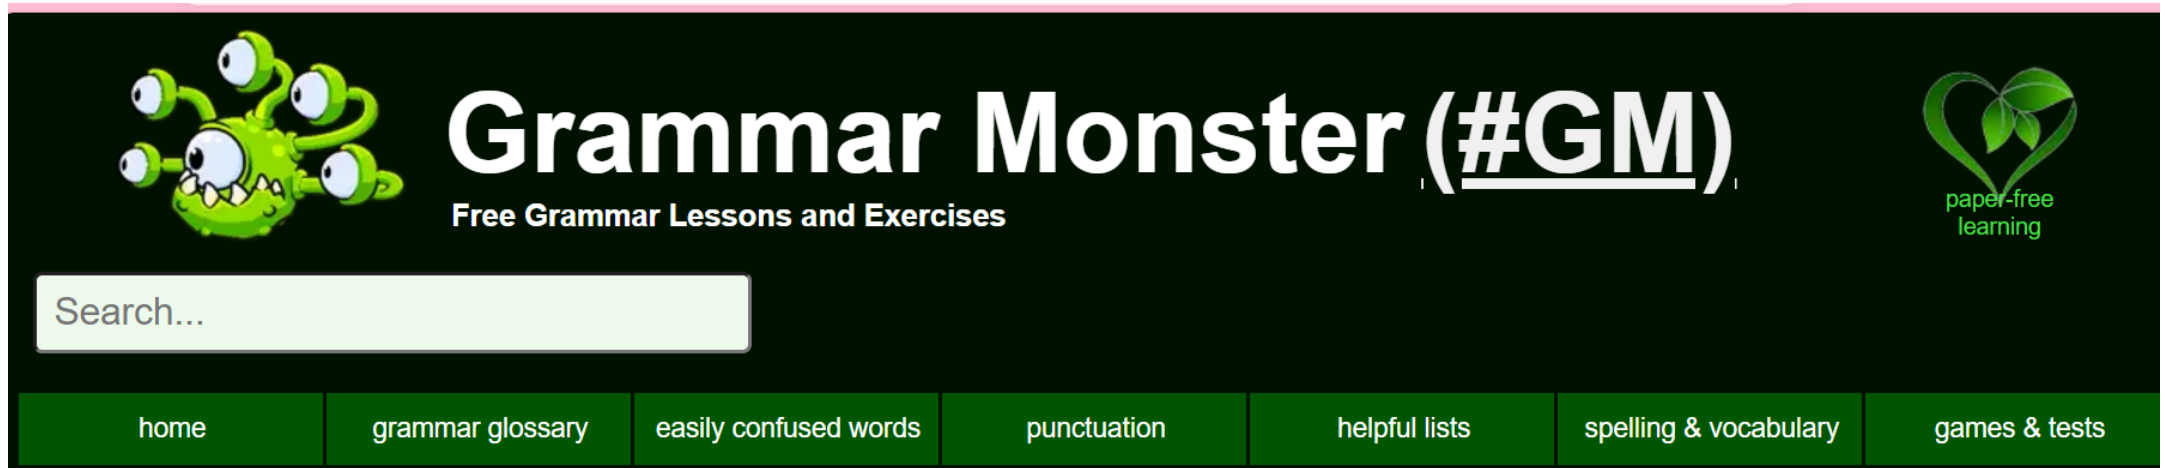 Grammar Monster (#GM)
Free Grammar Lessons and Exercises
paper-free
learning
Search...
home grammar glossary easily confused words punctuation helpful lists spelling & vocabulary games & tests